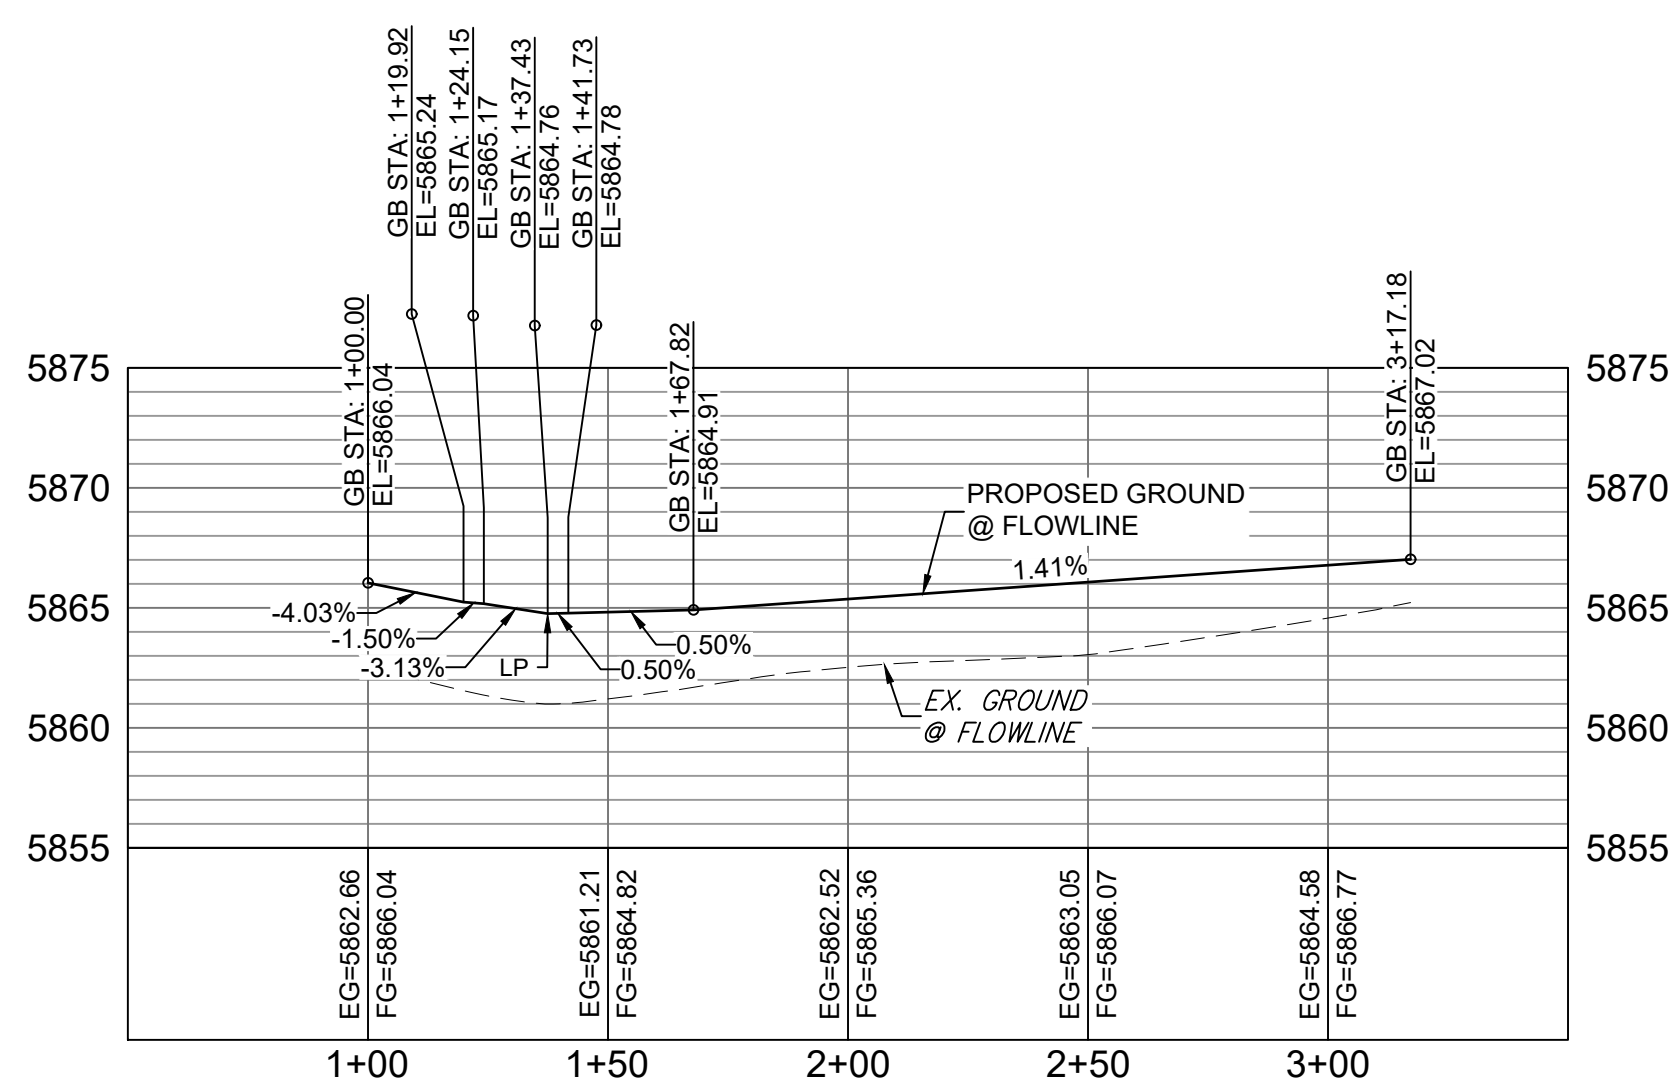 GB STA: 1+19.92
EL=5865.24
GB STA: 1+24.15
EL=5865.17
GB STA: 1+37.43
EL=5864.76
GB STA: 1+41.73
EL=5864.78
GB STA: 1+00.00
EL=5866.04
GB STA: 1+67.82
EL=5864.91
GB STA: 3+17.18
EL=5867.02
5875
5875
5870
5870
PROPOSED GROUND
@ FLOWLINE
1.41%
5865
5865
-4.03%
-1.50%
-3.13%
LP
0.50%
0.50%
EX. GROUND
@ FLOWLINE
5860
5860
5855
5855
EG=5862.66
FG=5866.04
EG=5861.21
FG=5864.82
EG=5862.52
FG=5865.36
EG=5863.05
FG=5866.07
EG=5864.58
FG=5866.77
1+00
1+50
2+00
2+50
3+00